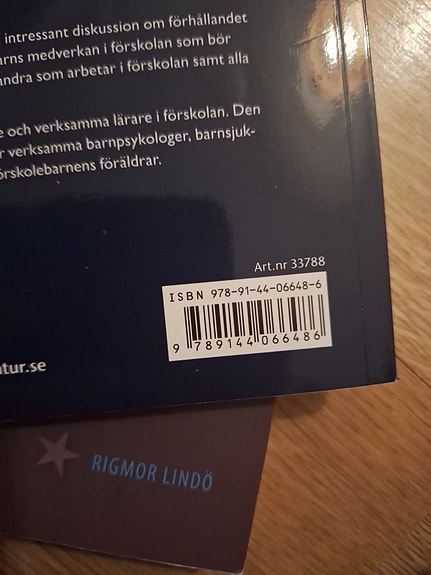 intressant diskussion om förhållandet
arns medverkan i förskolan som bör
andra som arbetar i förskolan samt alla
e och verksamma lärare i förskolan. Den
r verksamma barnpsykologer, barnsjuk-
örskolebarnens föräldrar.
Art.nr 33788
ISBN 978-91-44-06648-6
9 789144 066486
tur.se
RIGMOR LINDÖ